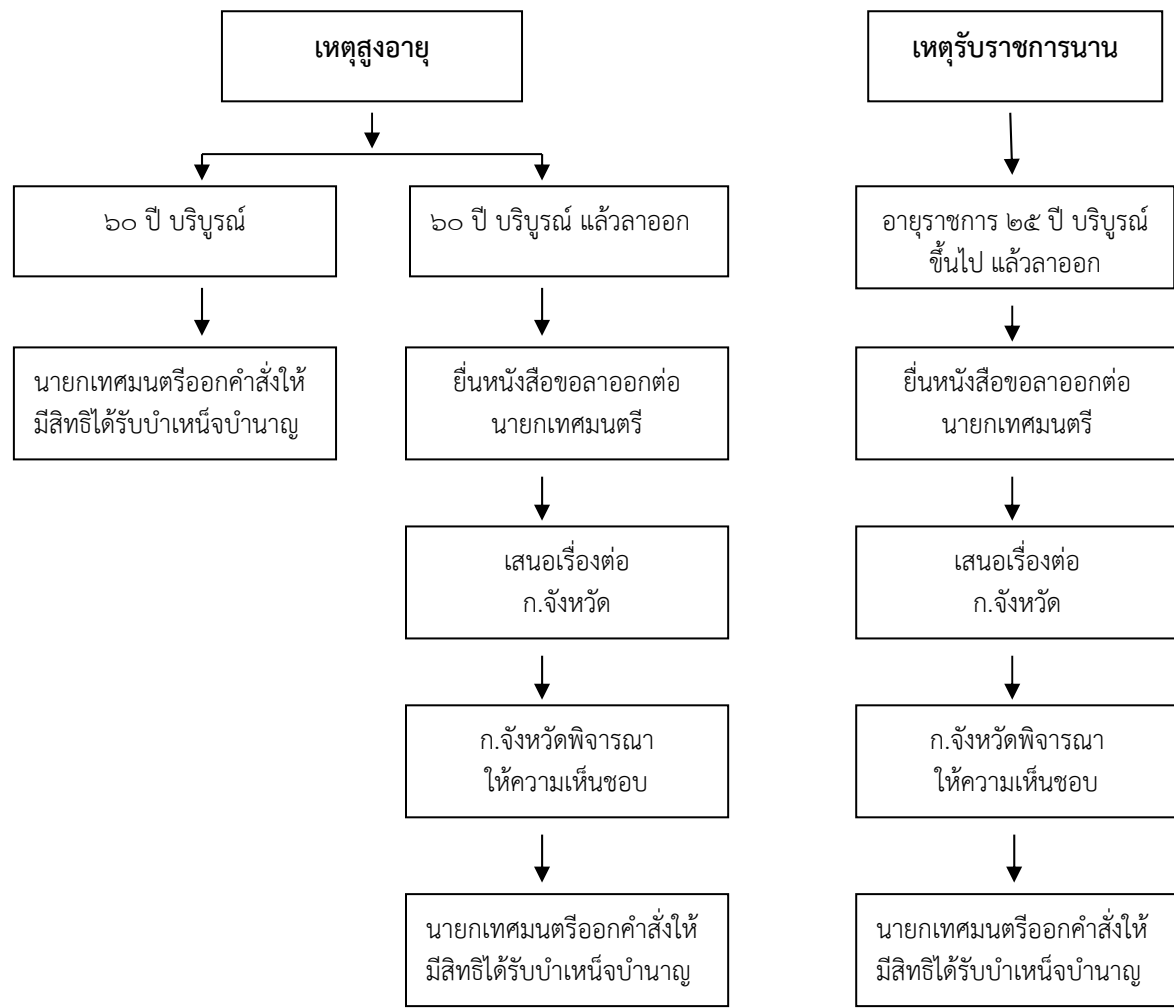 เหตุสูงอายุ
เหตุรับราชการนาน
๖๐ ปี บริบูรณ์
๖๐ ปี บริบูรณ์ แล้วลาออก
อายุราชการ ๒๕ ปี บริบูรณ์
ขึ้นไป แล้วลาออก
นายกเทศมนตรีออกคำสั่งให้
มีสิทธิได้รับบำเหน็จบำนาญ
ยื่นหนังสือขอลาออกต่อ
นายกเทศมนตรี
ยื่นหนังสือขอลาออกต่อ
นายกเทศมนตรี
เสนอเรื่องต่อ
ก.จังหวัด
เสนอเรื่องต่อ
ก.จังหวัด
ก.จังหวัดพิจารณา
ให้ความเห็นชอบ
ก.จังหวัดพิจารณา
ให้ความเห็นชอบ
นายกเทศมนตรีออกคำสั่งให้
มีสิทธิได้รับบำเหน็จบำนาญ
นายกเทศมนตรีออกคำสั่งให้
มีสิทธิได้รับบำเหน็จบำนาญ